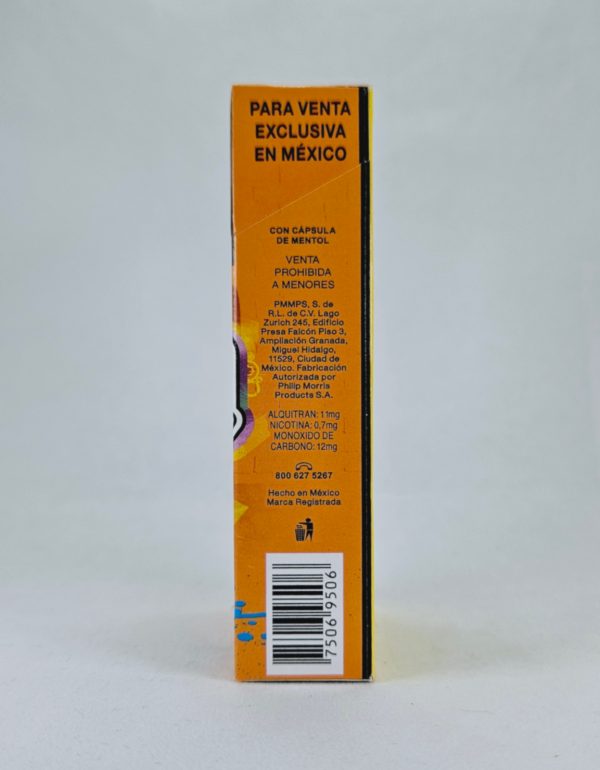 PARA VENTA
EXCLUSIVA
EN MÉXICO
CON CÁPSULA
DE MENTOL
VENTA
PROHIBIDA
A MENORES
PMMPS, S. de
R.L. de C.V. Lago
Zurich 245, Edificio
Presa Falcón Piso 3,
Ampliación Granada,
Miguel Hidalgo,
11529, Ciudad de
México. Fabricación
Autorizada por
Philip Morris
Products S.A.
ALQUITRAN: 11mg
NICOTINA: 0,7mg
MONOXIDO DE
CARBONO: 12mg
800 627 5267
Hecho en México
Marca Registrada
75069506